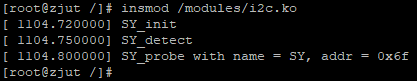 [root@zjut /]# insmod /modules/i2c.ko
[ 1104.720000] SY_init
[ 1104.750000] SY_detect
[ 1104.800000] SY_probe with name = SY, addr = 0x6f
[root@zjut /]#